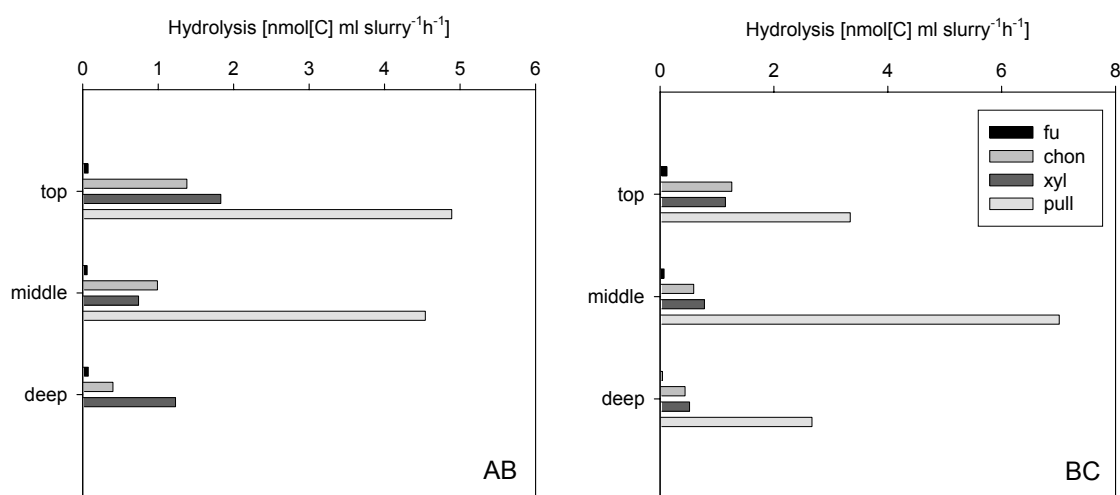 Hydrolysis [nmol[C] ml slurry⁻¹h⁻¹]
0 1 2 3 4 5 6
top
middle
deep
AB
Hydrolysis [nmol[C] ml slurry⁻¹h⁻¹]
0 2 4 6 8
fu
chon
xyl
pull
top
middle
deep
BC